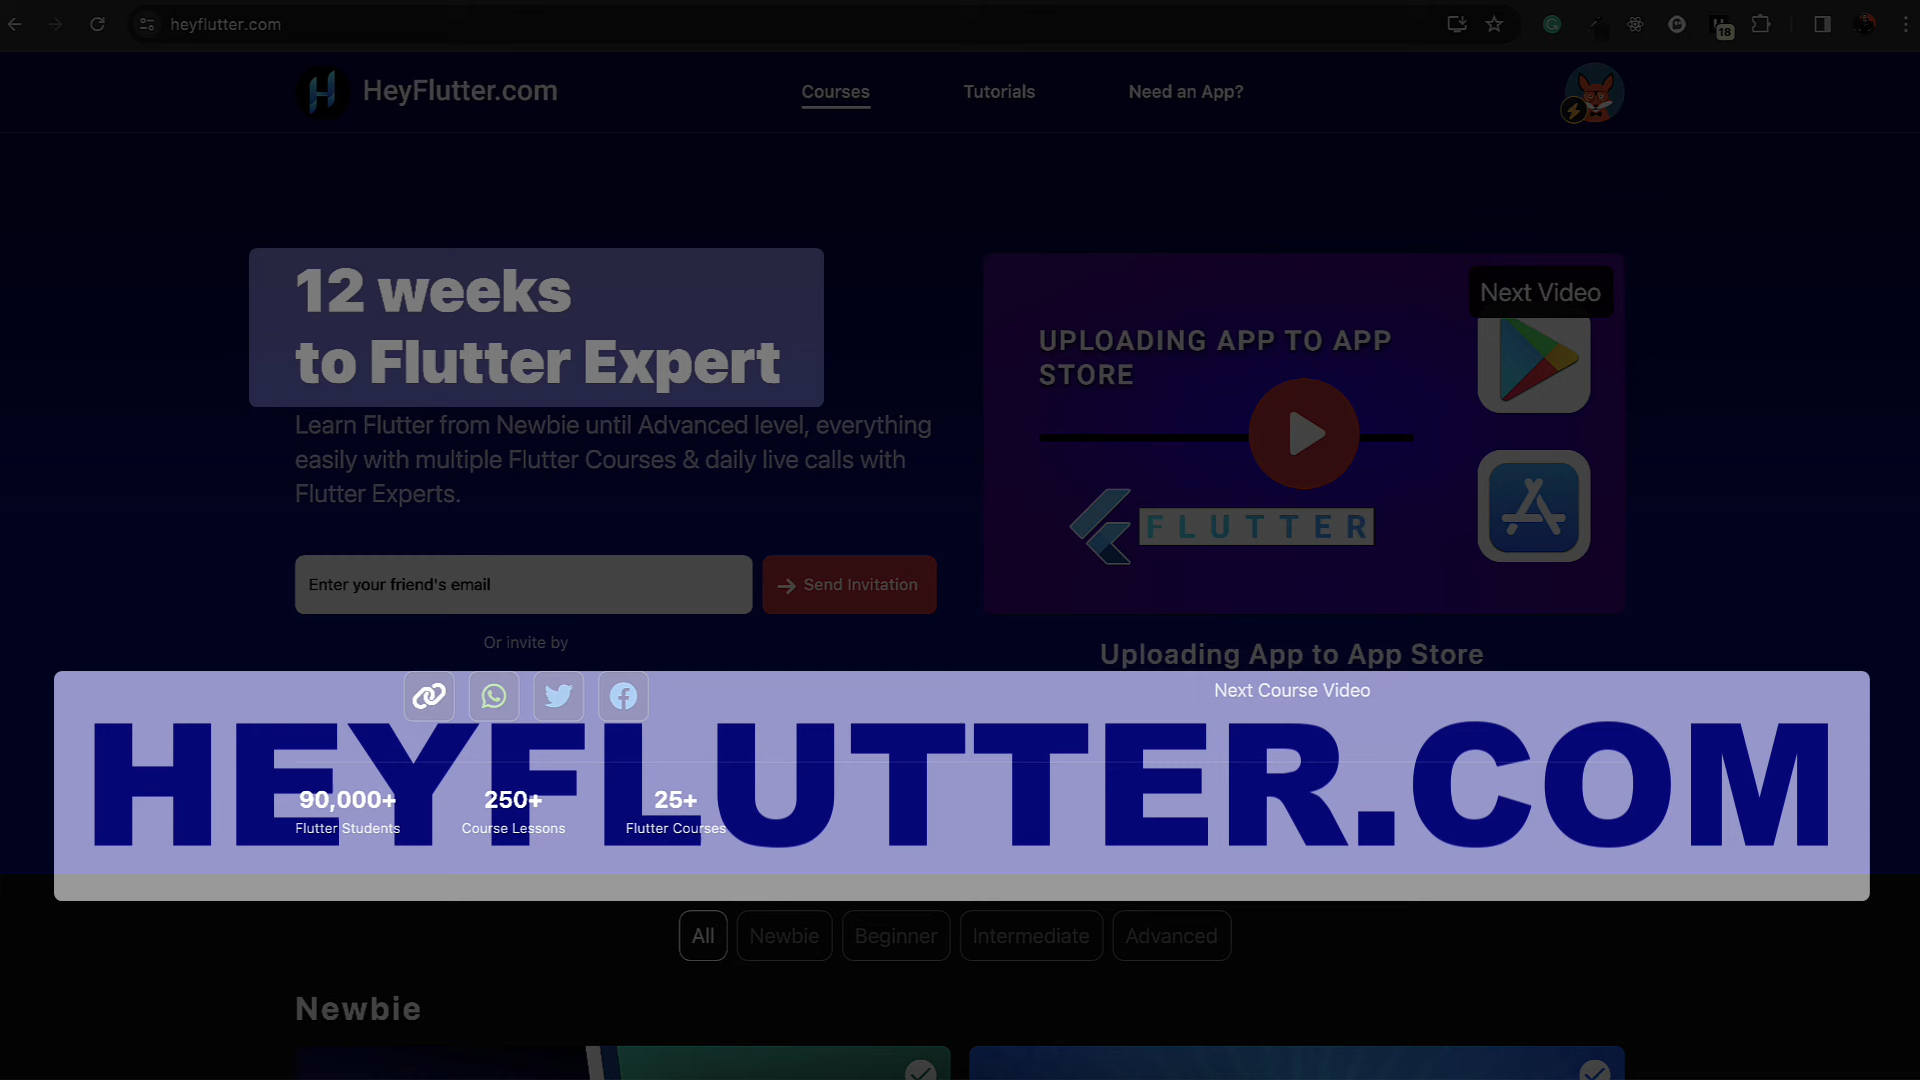 heyflutter.com
18
HeyFlutter.com
Courses
Tutorials
Need an App?
12 weeks
to Flutter Expert
Learn Flutter from Newbie until Advanced level, everything
easily with multiple Flutter Courses & daily live calls with
Flutter Experts.
Enter your friend's email
Send Invitation
Or invite by
Next Video
UPLOADING APP TO APP
STORE
FLUTTER
Uploading App to App Store
Next Course Video
HEYFLUTTER.COM
90,000+
Flutter Students
250+
Course Lessons
25+
Flutter Courses
All
Newbie
Beginner
Intermediate
Advanced
Newbie